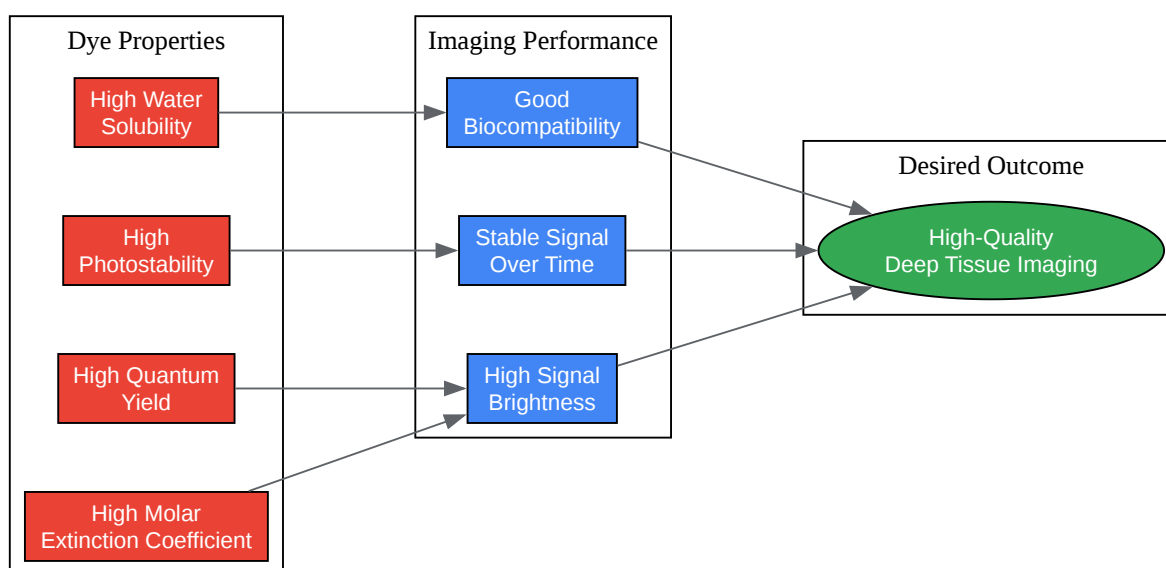 Dye Properties
High Water
Solubility
High
Photostability
High Quantum
Yield
High Molar
Extinction Coefficient
Imaging Performance
Good
Biocompatibility
Stable Signal
Over Time
High Signal
Brightness
Desired Outcome
High-Quality
Deep Tissue Imaging